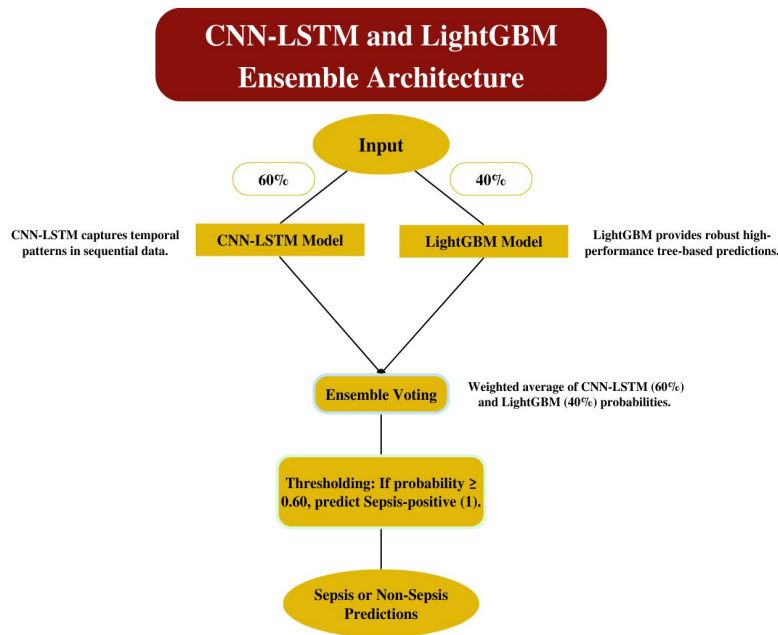 CNN-LSTM and LightGBM
Ensemble Architecture
Input
60%
40%
CNN-LSTM captures temporal
patterns in sequential data.
CNN-LSTM Model
LightGBM Model
LightGBM provides robust high-
performance tree-based predictions.
Ensemble Voting
Weighted average of CNN-LSTM (60%)
and LightGBM (40%) probabilities.
Thresholding: If probability ≥
0.60, predict Sepsis-positive (1).
Sepsis or Non-Sepsis
Predictions